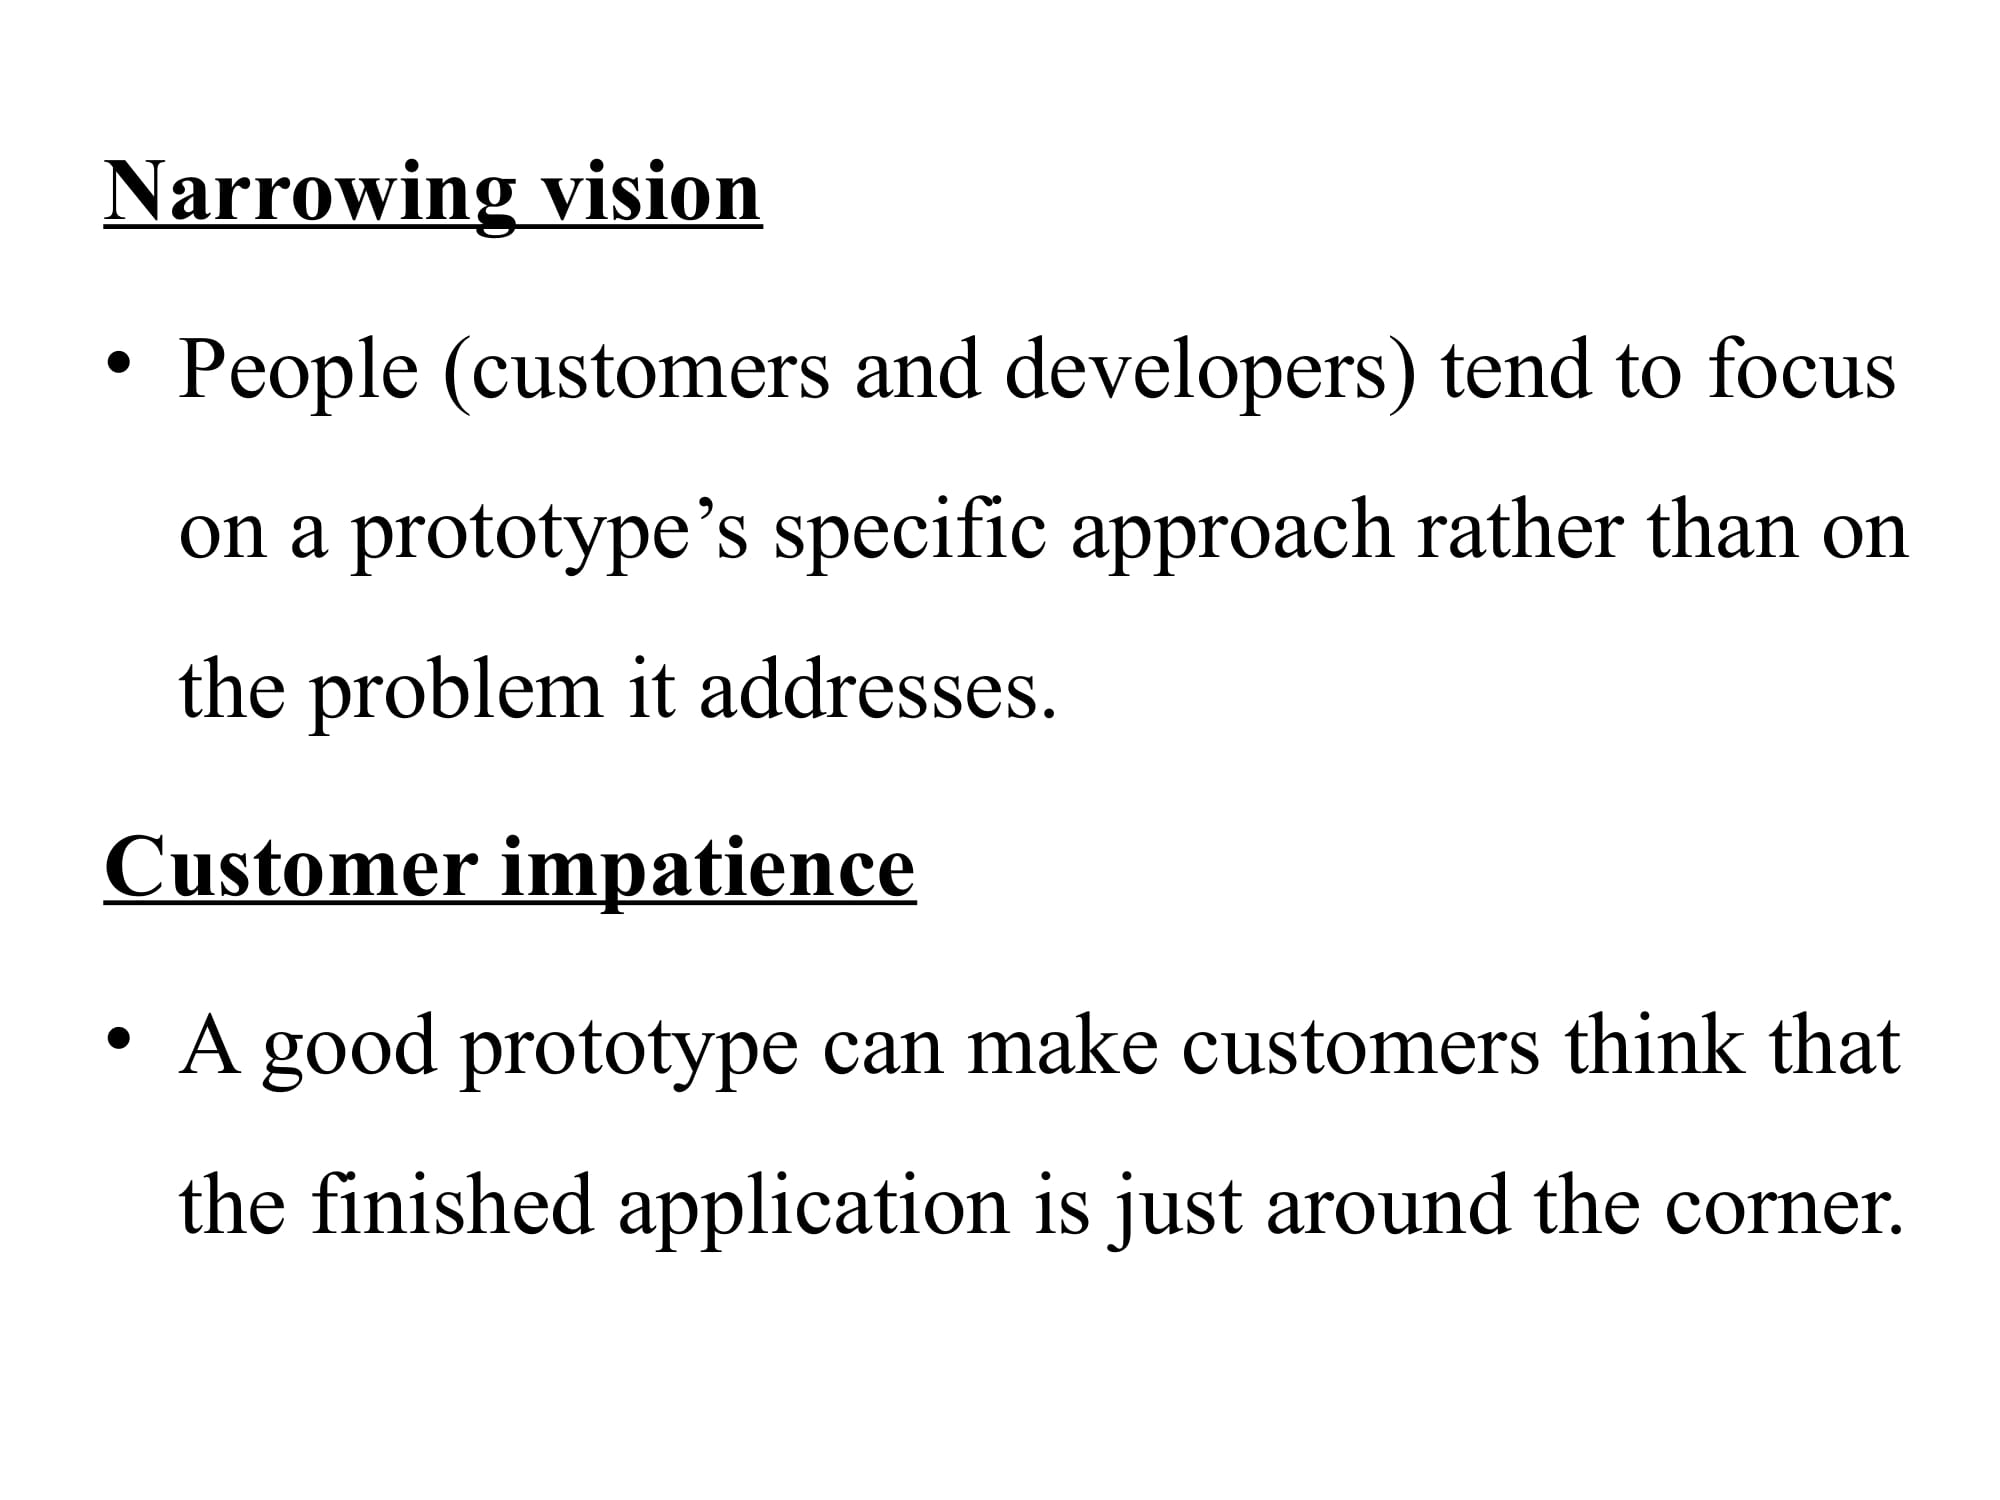 Narrowing vision
• People (customers and developers) tend to focus
on a prototype’s specific approach rather than on
the problem it addresses.
Customer impatience
• A good prototype can make customers think that
the finished application is just around the corner.